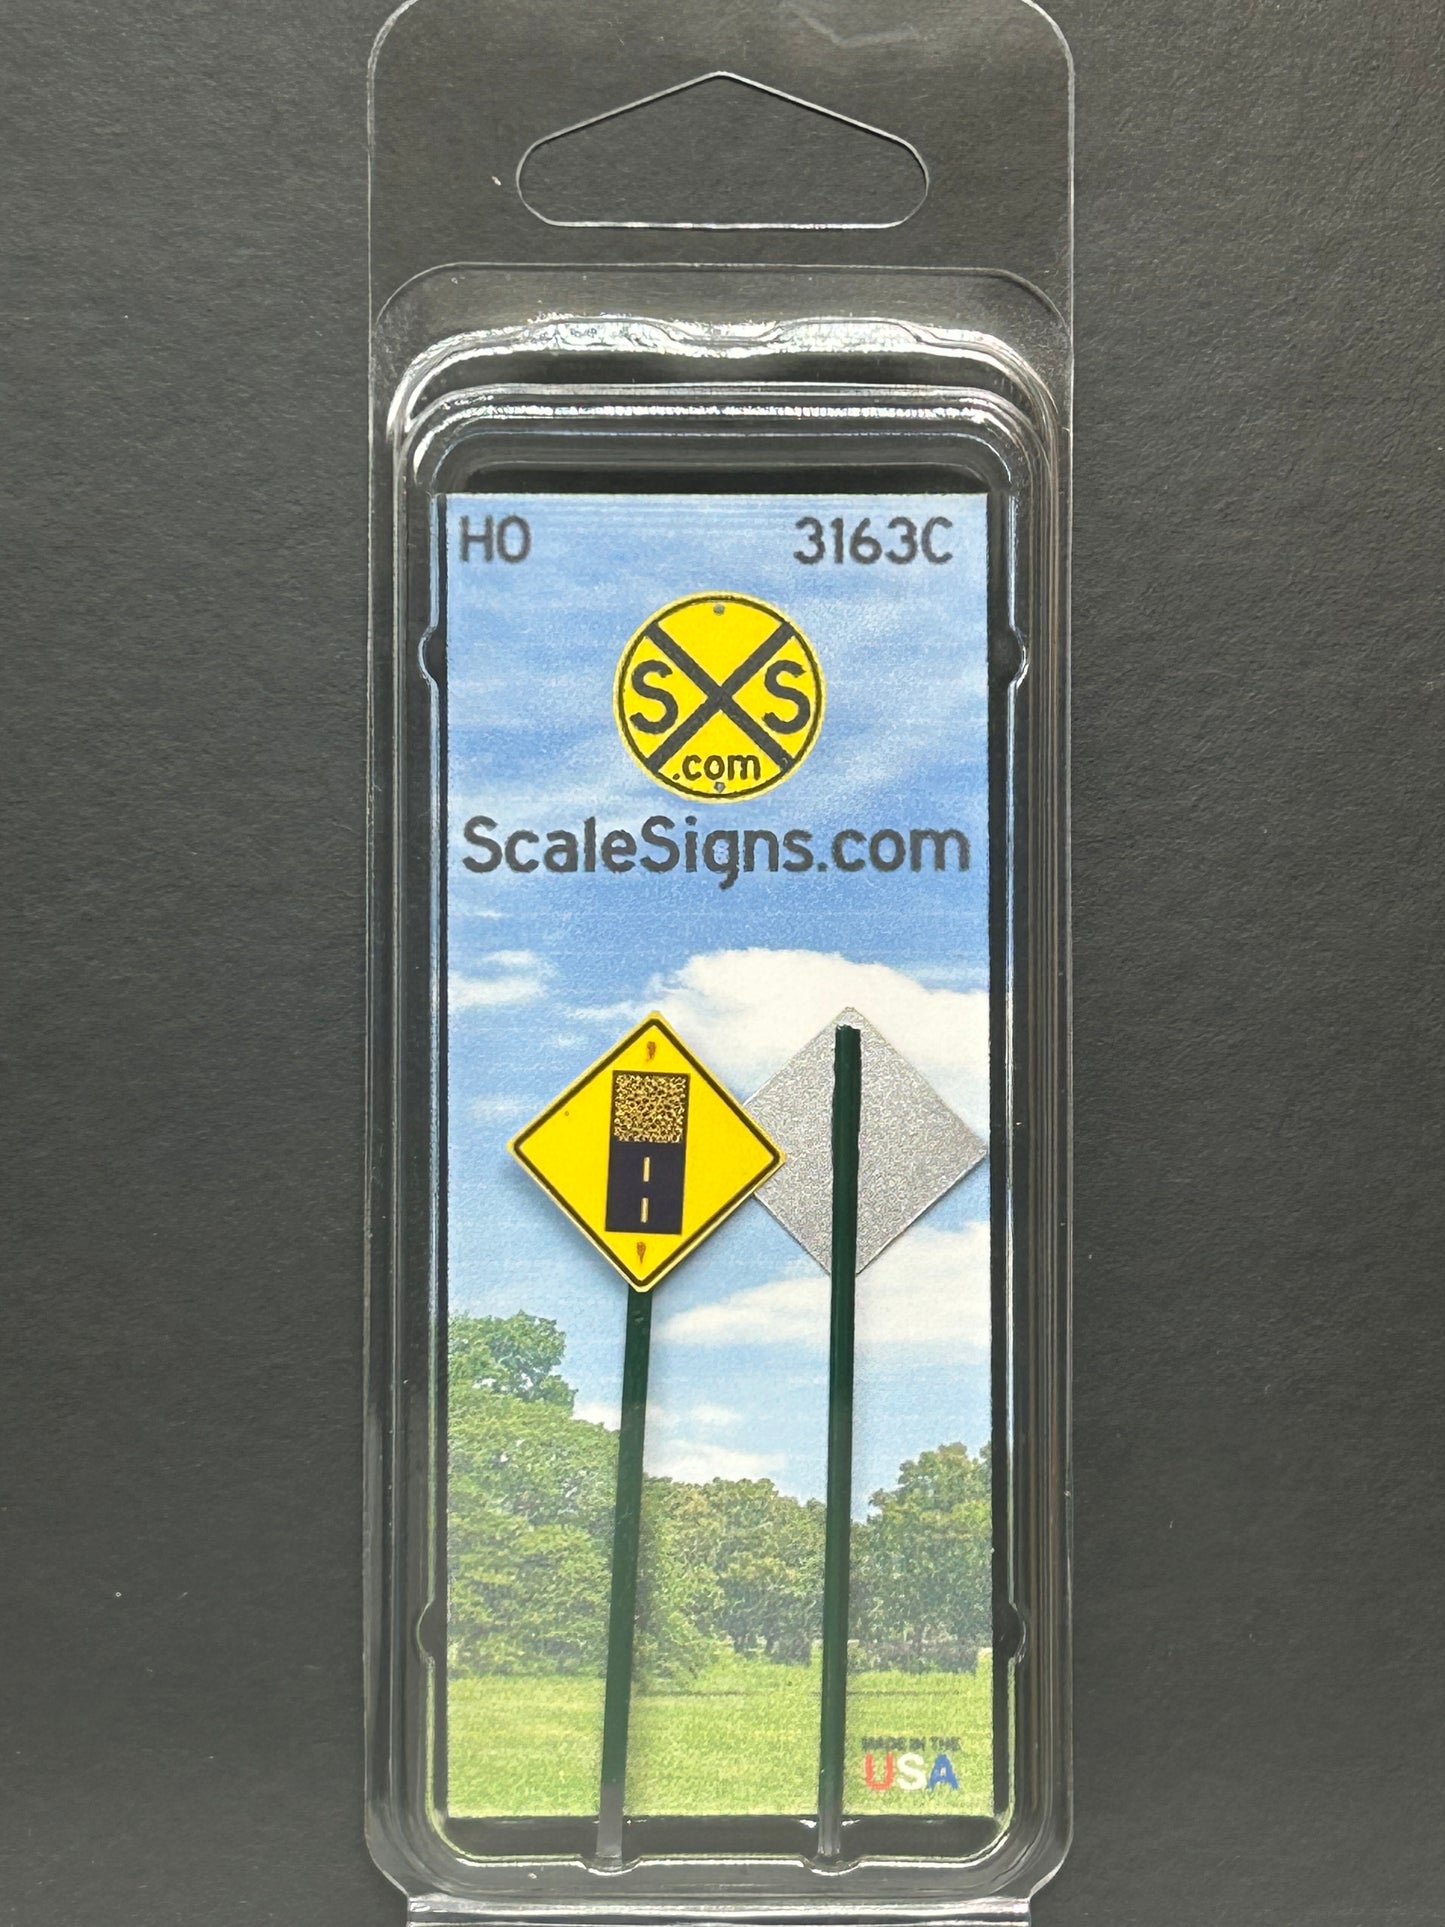 HO 3163C
S S
.com
ScaleSigns.com
MADE IN THE
USA